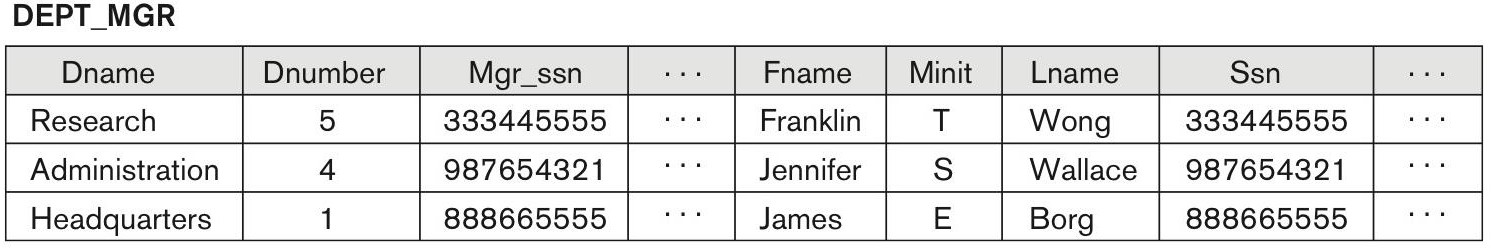 DEPT_MGR
Dname Dnumber Mgr_ssn ... Fname Minit Lname Ssn ...
Research 5 333445555 ... Franklin T Wong 333445555 ...
Administration 4 987654321 ... Jennifer S Wallace 987654321 ...
Headquarters 1 888665555 ... James E Borg 888665555 ...